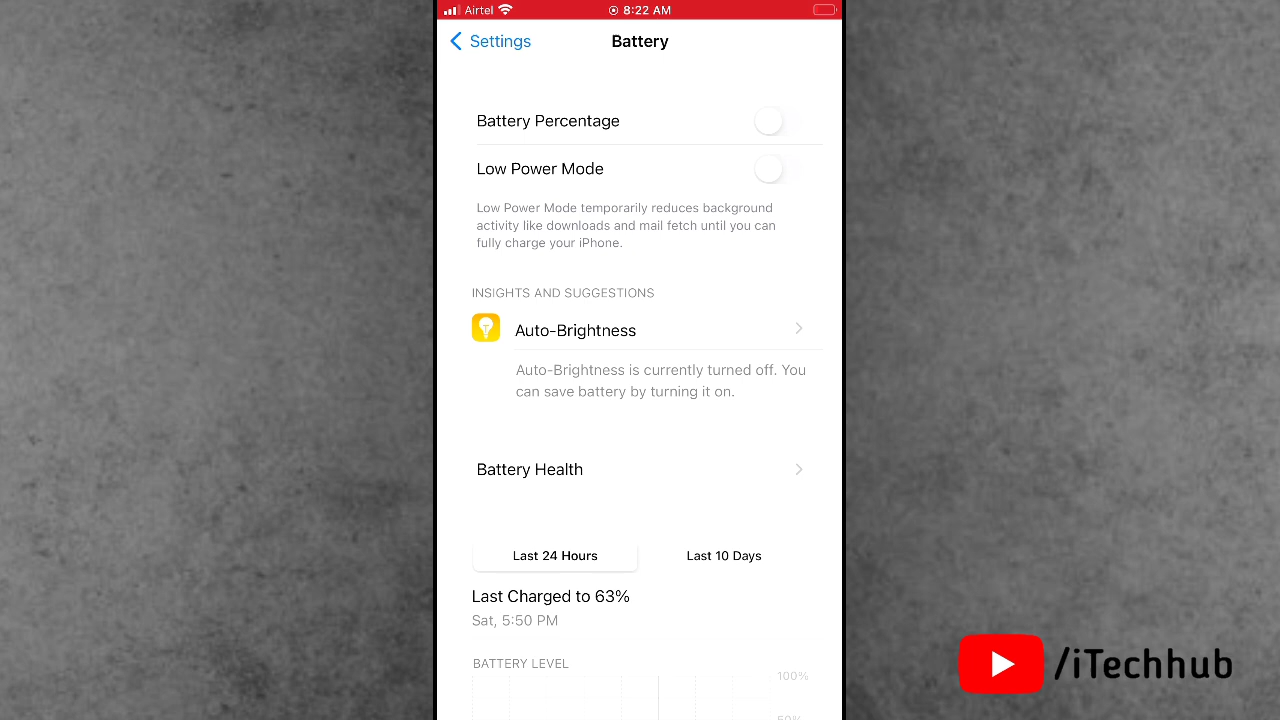 Airtel 8:22 AM
Settings Battery
Battery Percentage
Low Power Mode
Low Power Mode temporarily reduces background
activity like downloads and mail fetch until you can
fully charge your iPhone.
INSIGHTS AND SUGGESTIONS
Auto-Brightness
Auto-Brightness is currently turned off. You
can save battery by turning it on.
Battery Health
Last 24 Hours Last 10 Days
Last Charged to 63%
Sat, 5:50 PM
BATTERY LEVEL
100%
50%
/iTechhub